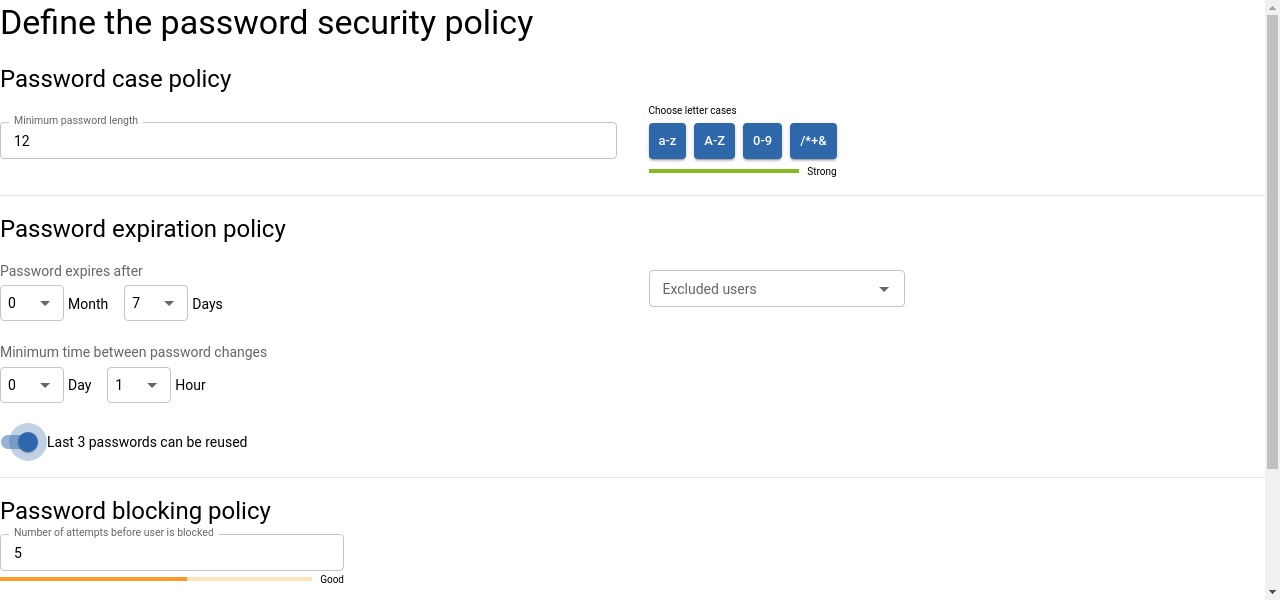 Define the password security policy
Password case policy
Minimum password length
12
Choose letter cases
a-z A-Z 0-9 /*+&
Strong
Password expiration policy
Password expires after
0 Month 7 Days
Excluded users
Minimum time between password changes
0 Day 1 Hour
Last 3 passwords can be reused
Password blocking policy
Number of attempts before user is blocked
5
Good